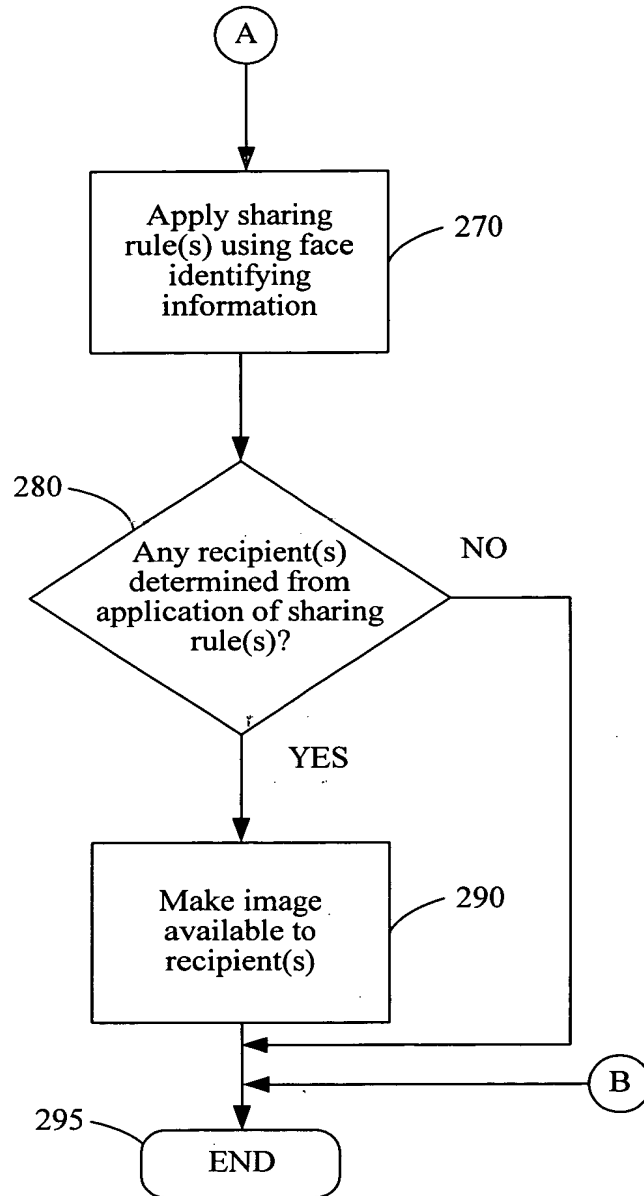 A
Apply sharing
rule(s) using face
identifying
information
270
280
Any recipient(s)
determined from
application of sharing
rule(s)?
NO
YES
Make image
available to
recipient(s)
290
B
295
END